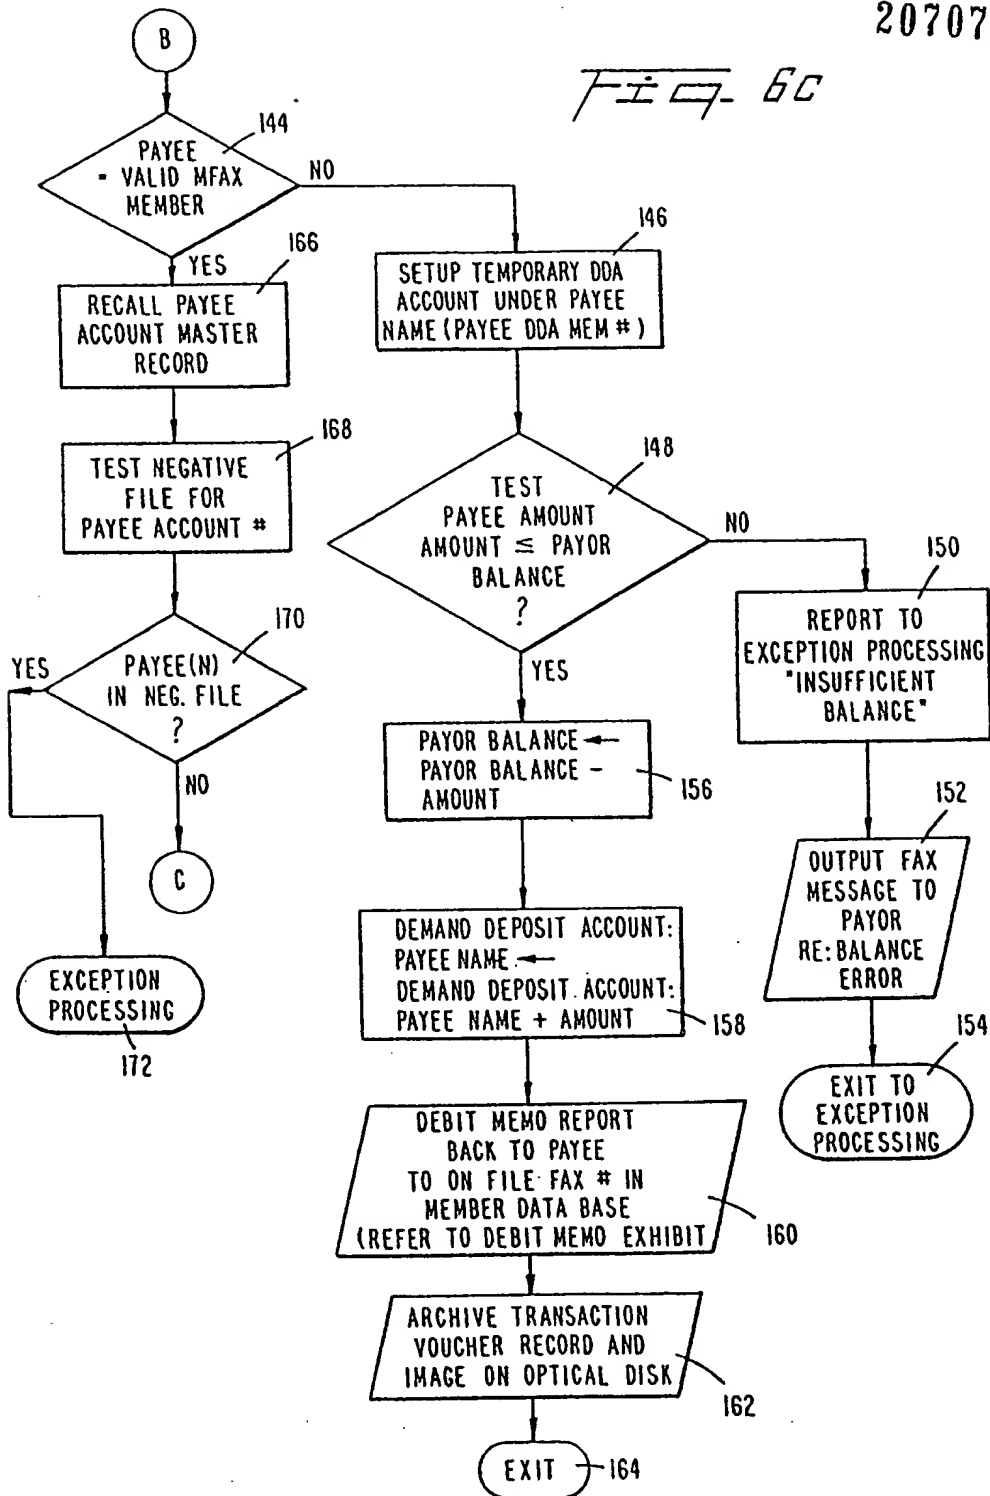 20707
Fig. 6C
B
144
PAYEE
= VALID MFAX
MEMBER
NO
YES
166
RECALL PAYEE
ACCOUNT MASTER
RECORD
168
TEST NEGATIVE
FILE FOR
PAYEE ACCOUNT #
170
PAYEE(N)
IN NEG. FILE
?
YES
NO
C
EXCEPTION
PROCESSING
172
146
SETUP TEMPORARY DDA
ACCOUNT UNDER PAYEE
NAME (PAYEE DDA MEM #)
148
TEST
PAYEE AMOUNT
AMOUNT ≤ PAYOR
BALANCE
?
NO
YES
PAYOR BALANCE ←
PAYOR BALANCE –
AMOUNT
156
DEMAND DEPOSIT ACCOUNT:
PAYEE NAME ←
DEMAND DEPOSIT ACCOUNT:
PAYEE NAME + AMOUNT
158
DEBIT MEMO REPORT
BACK TO PAYEE
TO ON FILE FAX # IN
MEMBER DATA BASE
(REFER TO DEBIT MEMO EXHIBIT
160
ARCHIVE TRANSACTION
VOUCHER RECORD AND
IMAGE ON OPTICAL DISK
162
EXIT
164
150
REPORT TO
EXCEPTION PROCESSING
"INSUFFICIENT
BALANCE"
152
OUTPUT FAX
MESSAGE TO
PAYOR
RE: BALANCE
ERROR
154
EXIT TO
EXCEPTION
PROCESSING